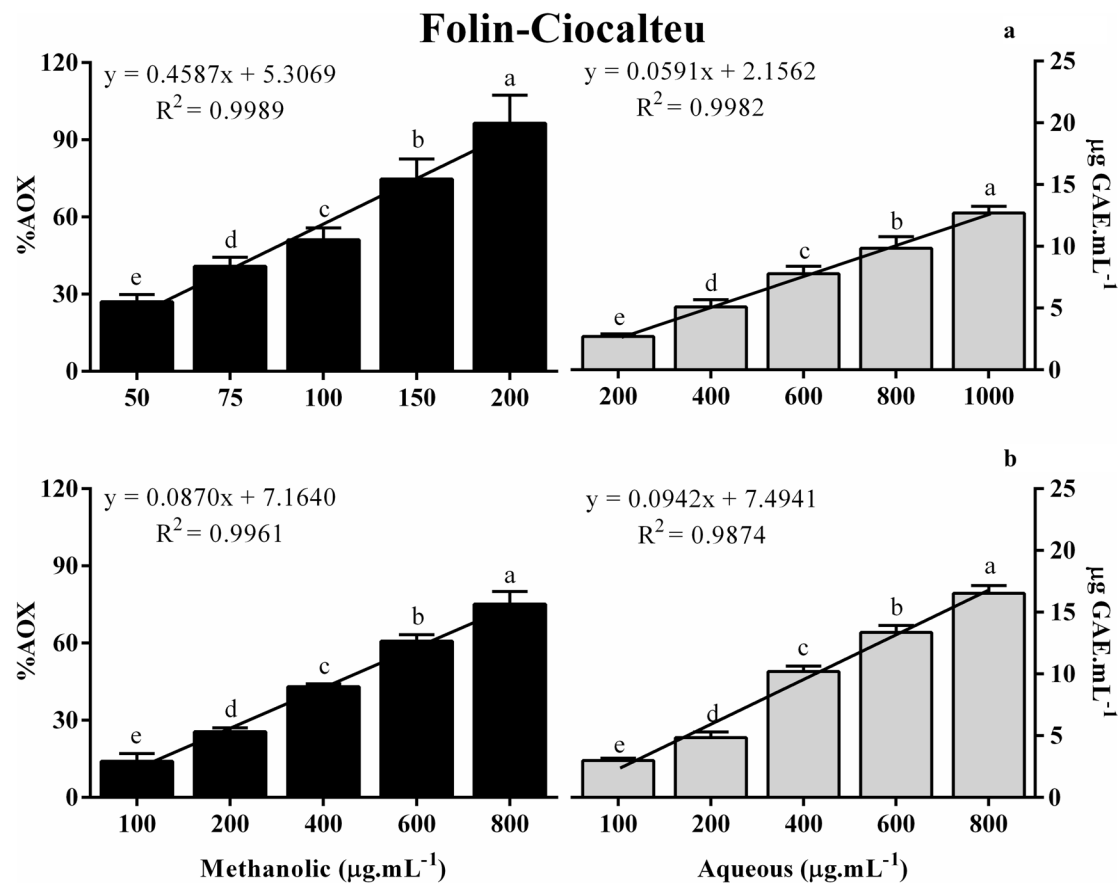 Folin-Ciocalteu
a
y = 0.4587x + 5.3069
R² = 0.9989
y = 0.0591x + 2.1562
R² = 0.9982
120
90
60
30
0
%AOX
e
d
c
b
a
50 75 100 150 200
e
d
c
b
a
200 400 600 800 1000
25
20
15
10
5
0
µg GAE.mL⁻¹
b
y = 0.0870x + 7.1640
R² = 0.9961
y = 0.0942x + 7.4941
R² = 0.9874
120
90
60
30
0
%AOX
e
d
c
b
a
100 200 400 600 800
Methanolic (µg.mL⁻¹)
e
d
c
b
a
100 200 400 600 800
Aqueous (µg.mL⁻¹)
25
20
15
10
5
0
µg GAE.mL⁻¹